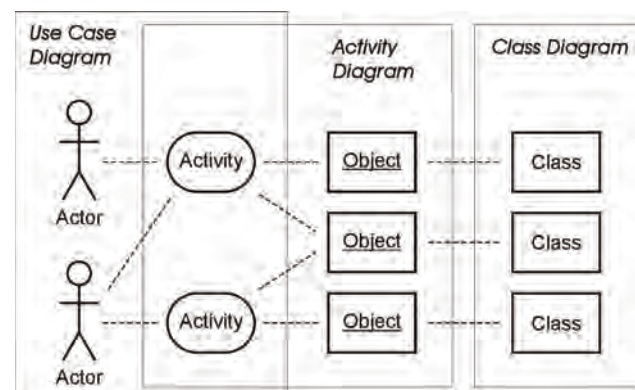 Use Case
Diagram
Activity
Diagram
Class Diagram
Activity
Object
Class
Actor
Object
Class
Activity
Object
Class
Actor